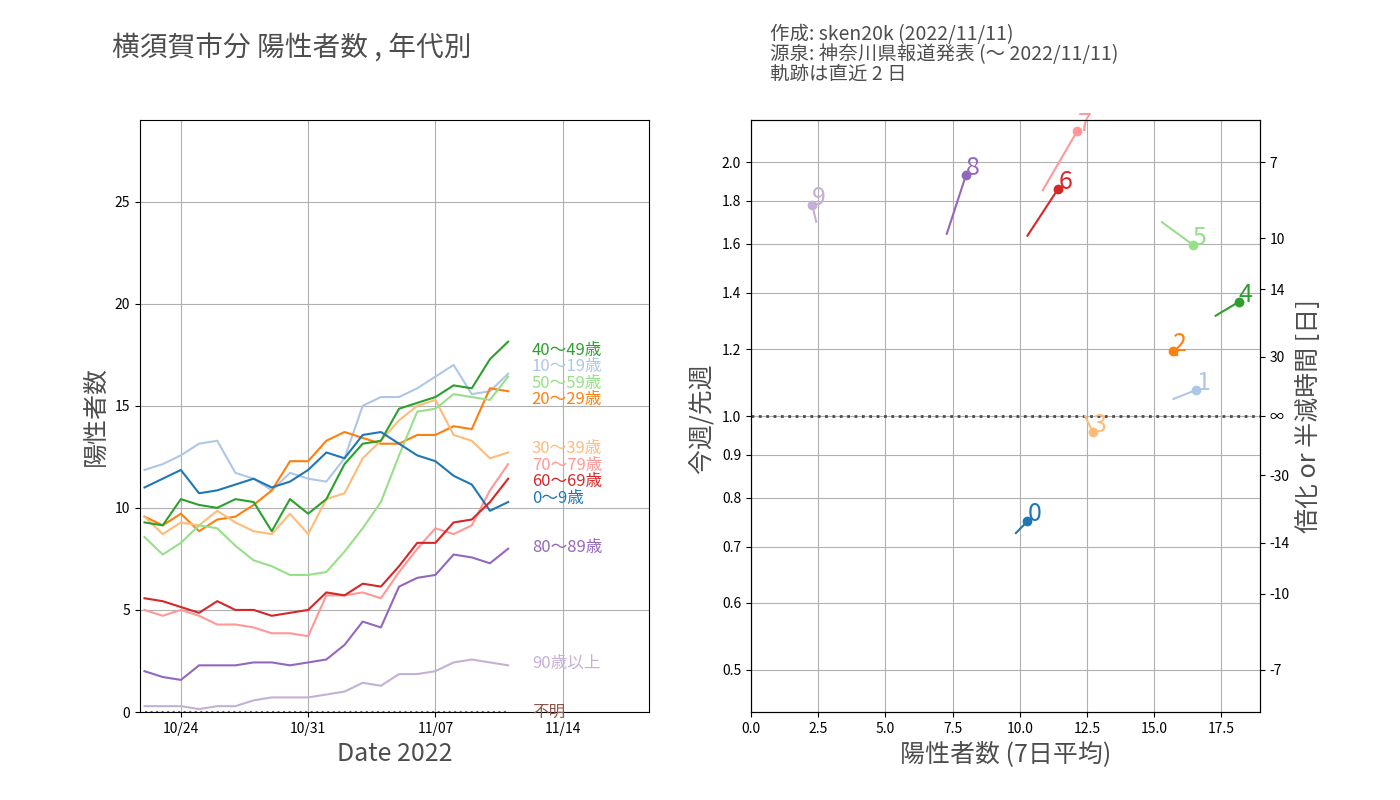 横須賀市分 陽性者数 , 年代別
作成: sken20k (2022/11/11)
源泉: 神奈川県報道発表 (〜 2022/11/11)
軌跡は直近 2 日
陽性者数
25
20
15
10
5
0
10/24
10/31
11/07
11/14
Date 2022
40〜49歳
10〜19歳
50〜59歳
20〜29歳
30〜39歳
70〜79歳
60〜69歳
0〜9歳
80〜89歳
90歳以上
不明
今週/先週
2.0
1.8
1.6
1.4
1.2
1.0
0.9
0.8
0.7
0.6
0.5
0.0
2.5
5.0
7.5
10.0
12.5
15.0
17.5
陽性者数 (7日平均)
7
8
6
9
5
4
2
1
3
0
7
10
14
30
∞
-30
-14
-10
-7
倍化 or 半減時間 [日]